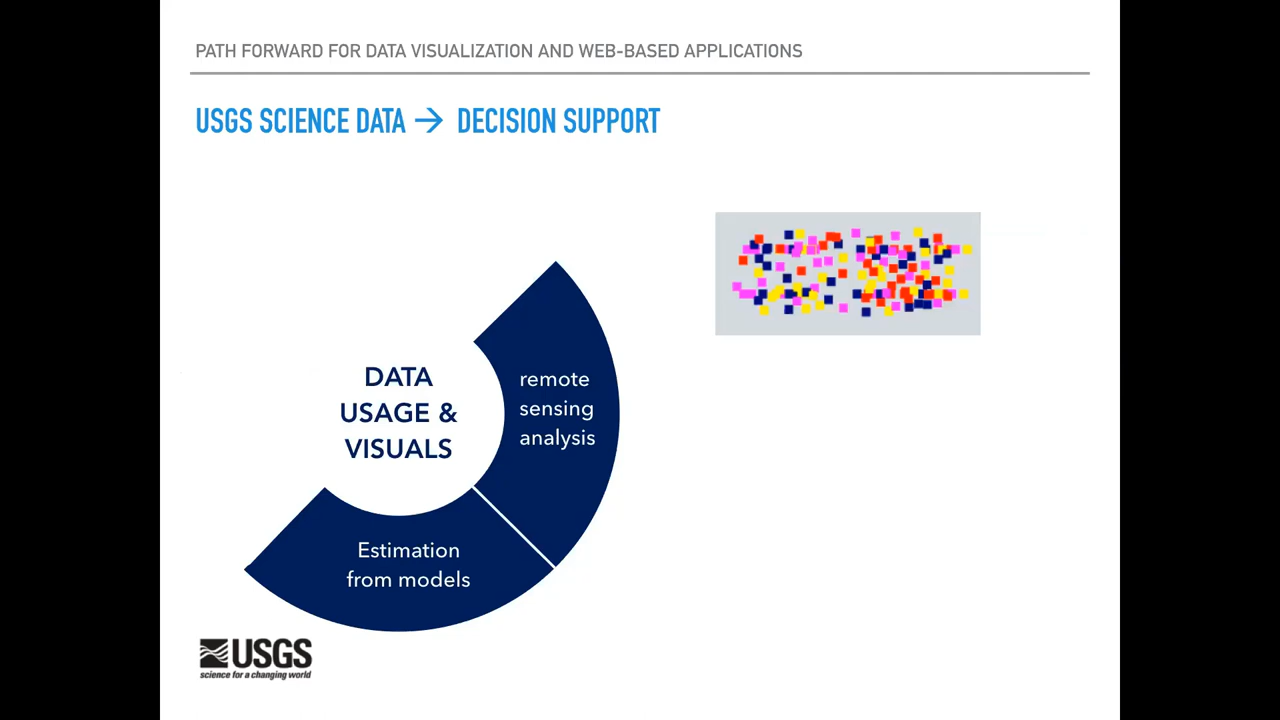 PATH FORWARD FOR DATA VISUALIZATION AND WEB-BASED APPLICATIONS
USGS SCIENCE DATA → DECISION SUPPORT
DATA
USAGE &
VISUALS
remote
sensing
analysis
Estimation
from models
USGS
science for a changing world